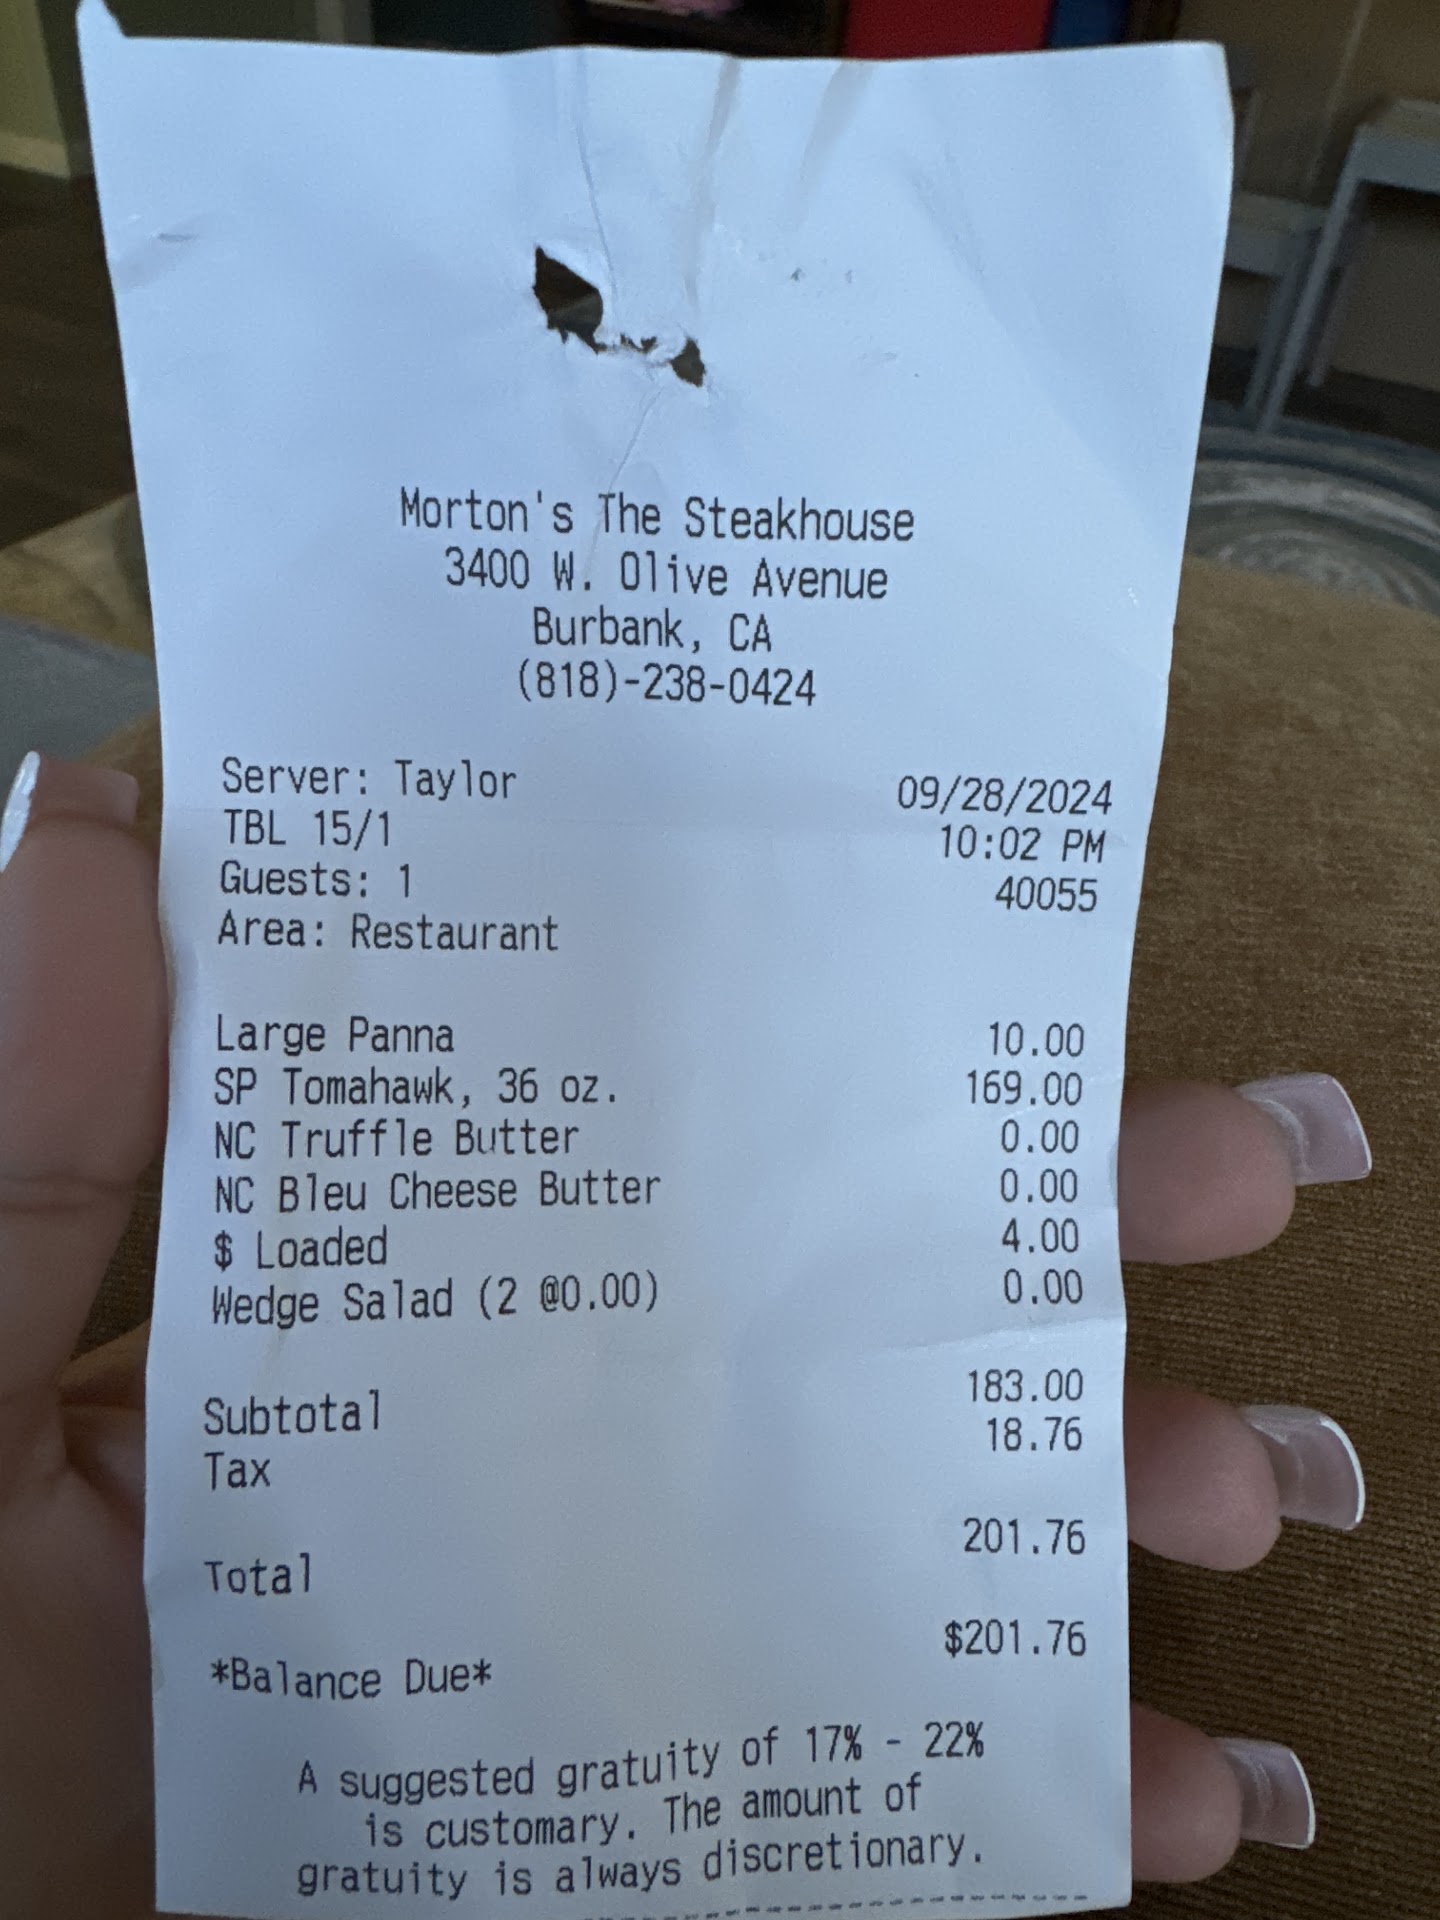 Morton's The Steakhouse
3400 W. Olive Avenue
Burbank, CA
(818)-238-0424
Server: Taylor 09/28/2024
TBL 15/1 10:02 PM
Guests: 1 40055
Area: Restaurant
Large Panna 10.00
SP Tomahawk, 36 oz. 169.00
NC Truffle Butter 0.00
NC Bleu Cheese Butter 0.00
$ Loaded 4.00
Wedge Salad (2 @0.00) 0.00
Subtotal 183.00
Tax 18.76
Total 201.76
*Balance Due* $201.76
A suggested gratuity of 17% - 22%
is customary. The amount of
gratuity is always discretionary.